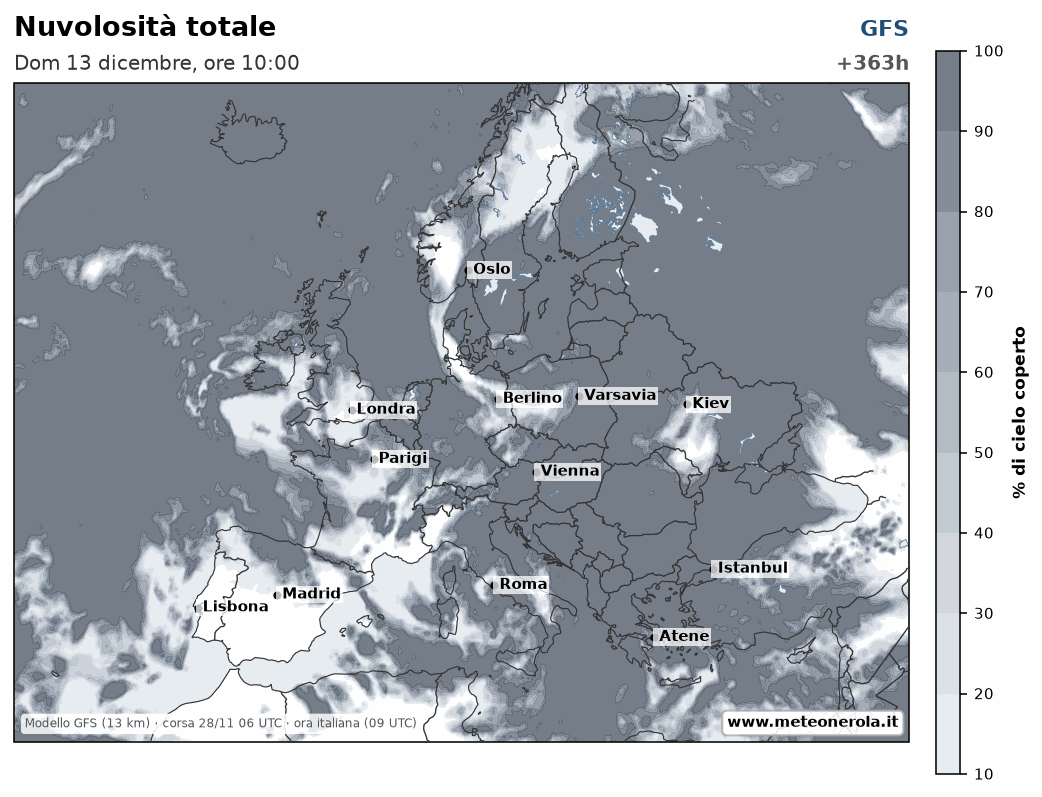 Nuvolosità totale
GFS
Dom 13 dicembre, ore 10:00
+363h
100
90
80
70
60
50
40
30
20
10
% di cielo coperto
Oslo
Berlino
Varsavia
Kiev
Londra
Parigi
Vienna
Istanbul
Roma
Madrid
Lisbona
Atene
Modello GFS (13 km) · corsa 28/11 06 UTC · ora italiana (09 UTC)
www.meteonerola.it